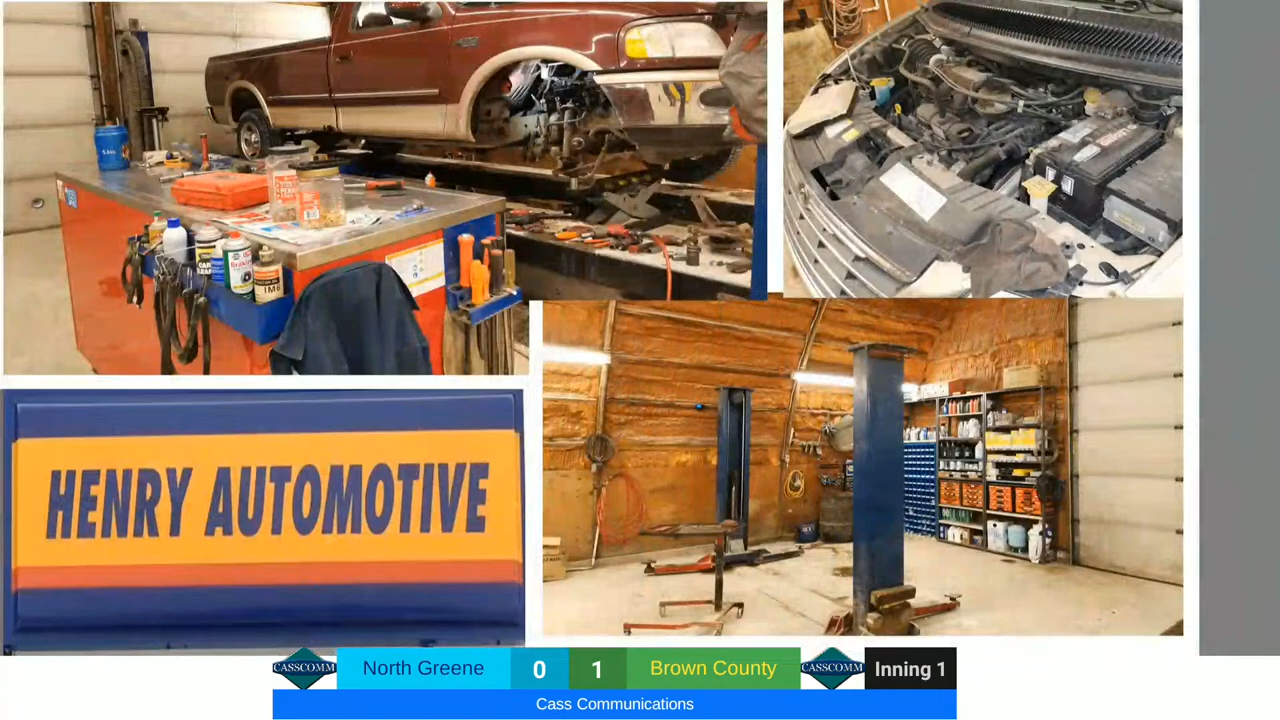 HENRY AUTOMOTIVE
CASSCOMM
North Greene
0
1
Brown County
CASSCOMM
Inning 1
Cass Communications